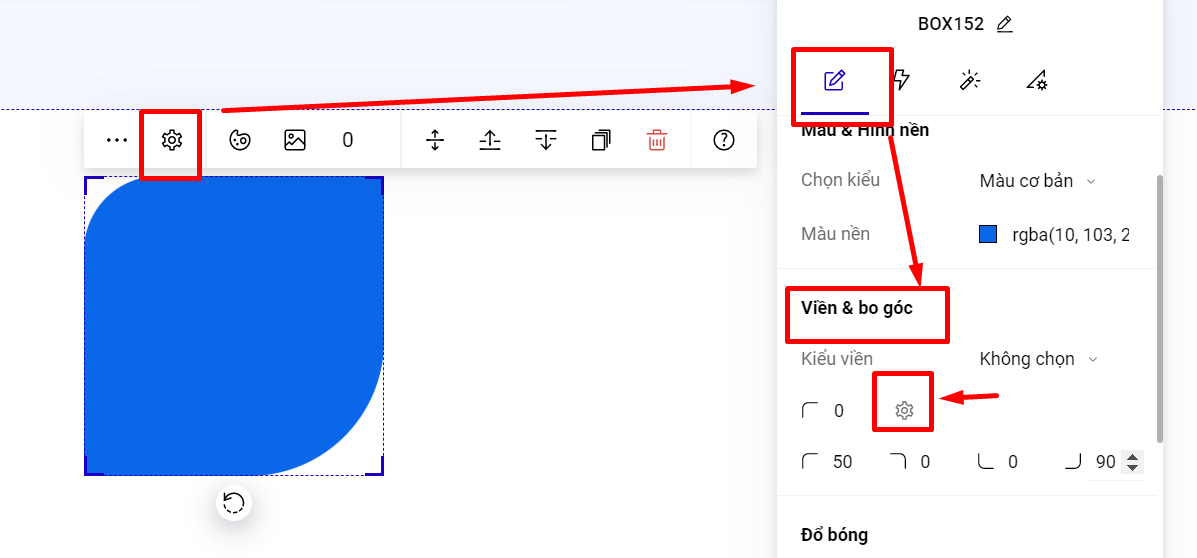 BOX152
0
Màu & Hình nền
Chọn kiểu
Màu cơ bản
Màu nền
rgba(10, 103, 2
Viền & bo góc
Kiểu viền
Không chọn
0
50 0 0 90
Đổ bóng